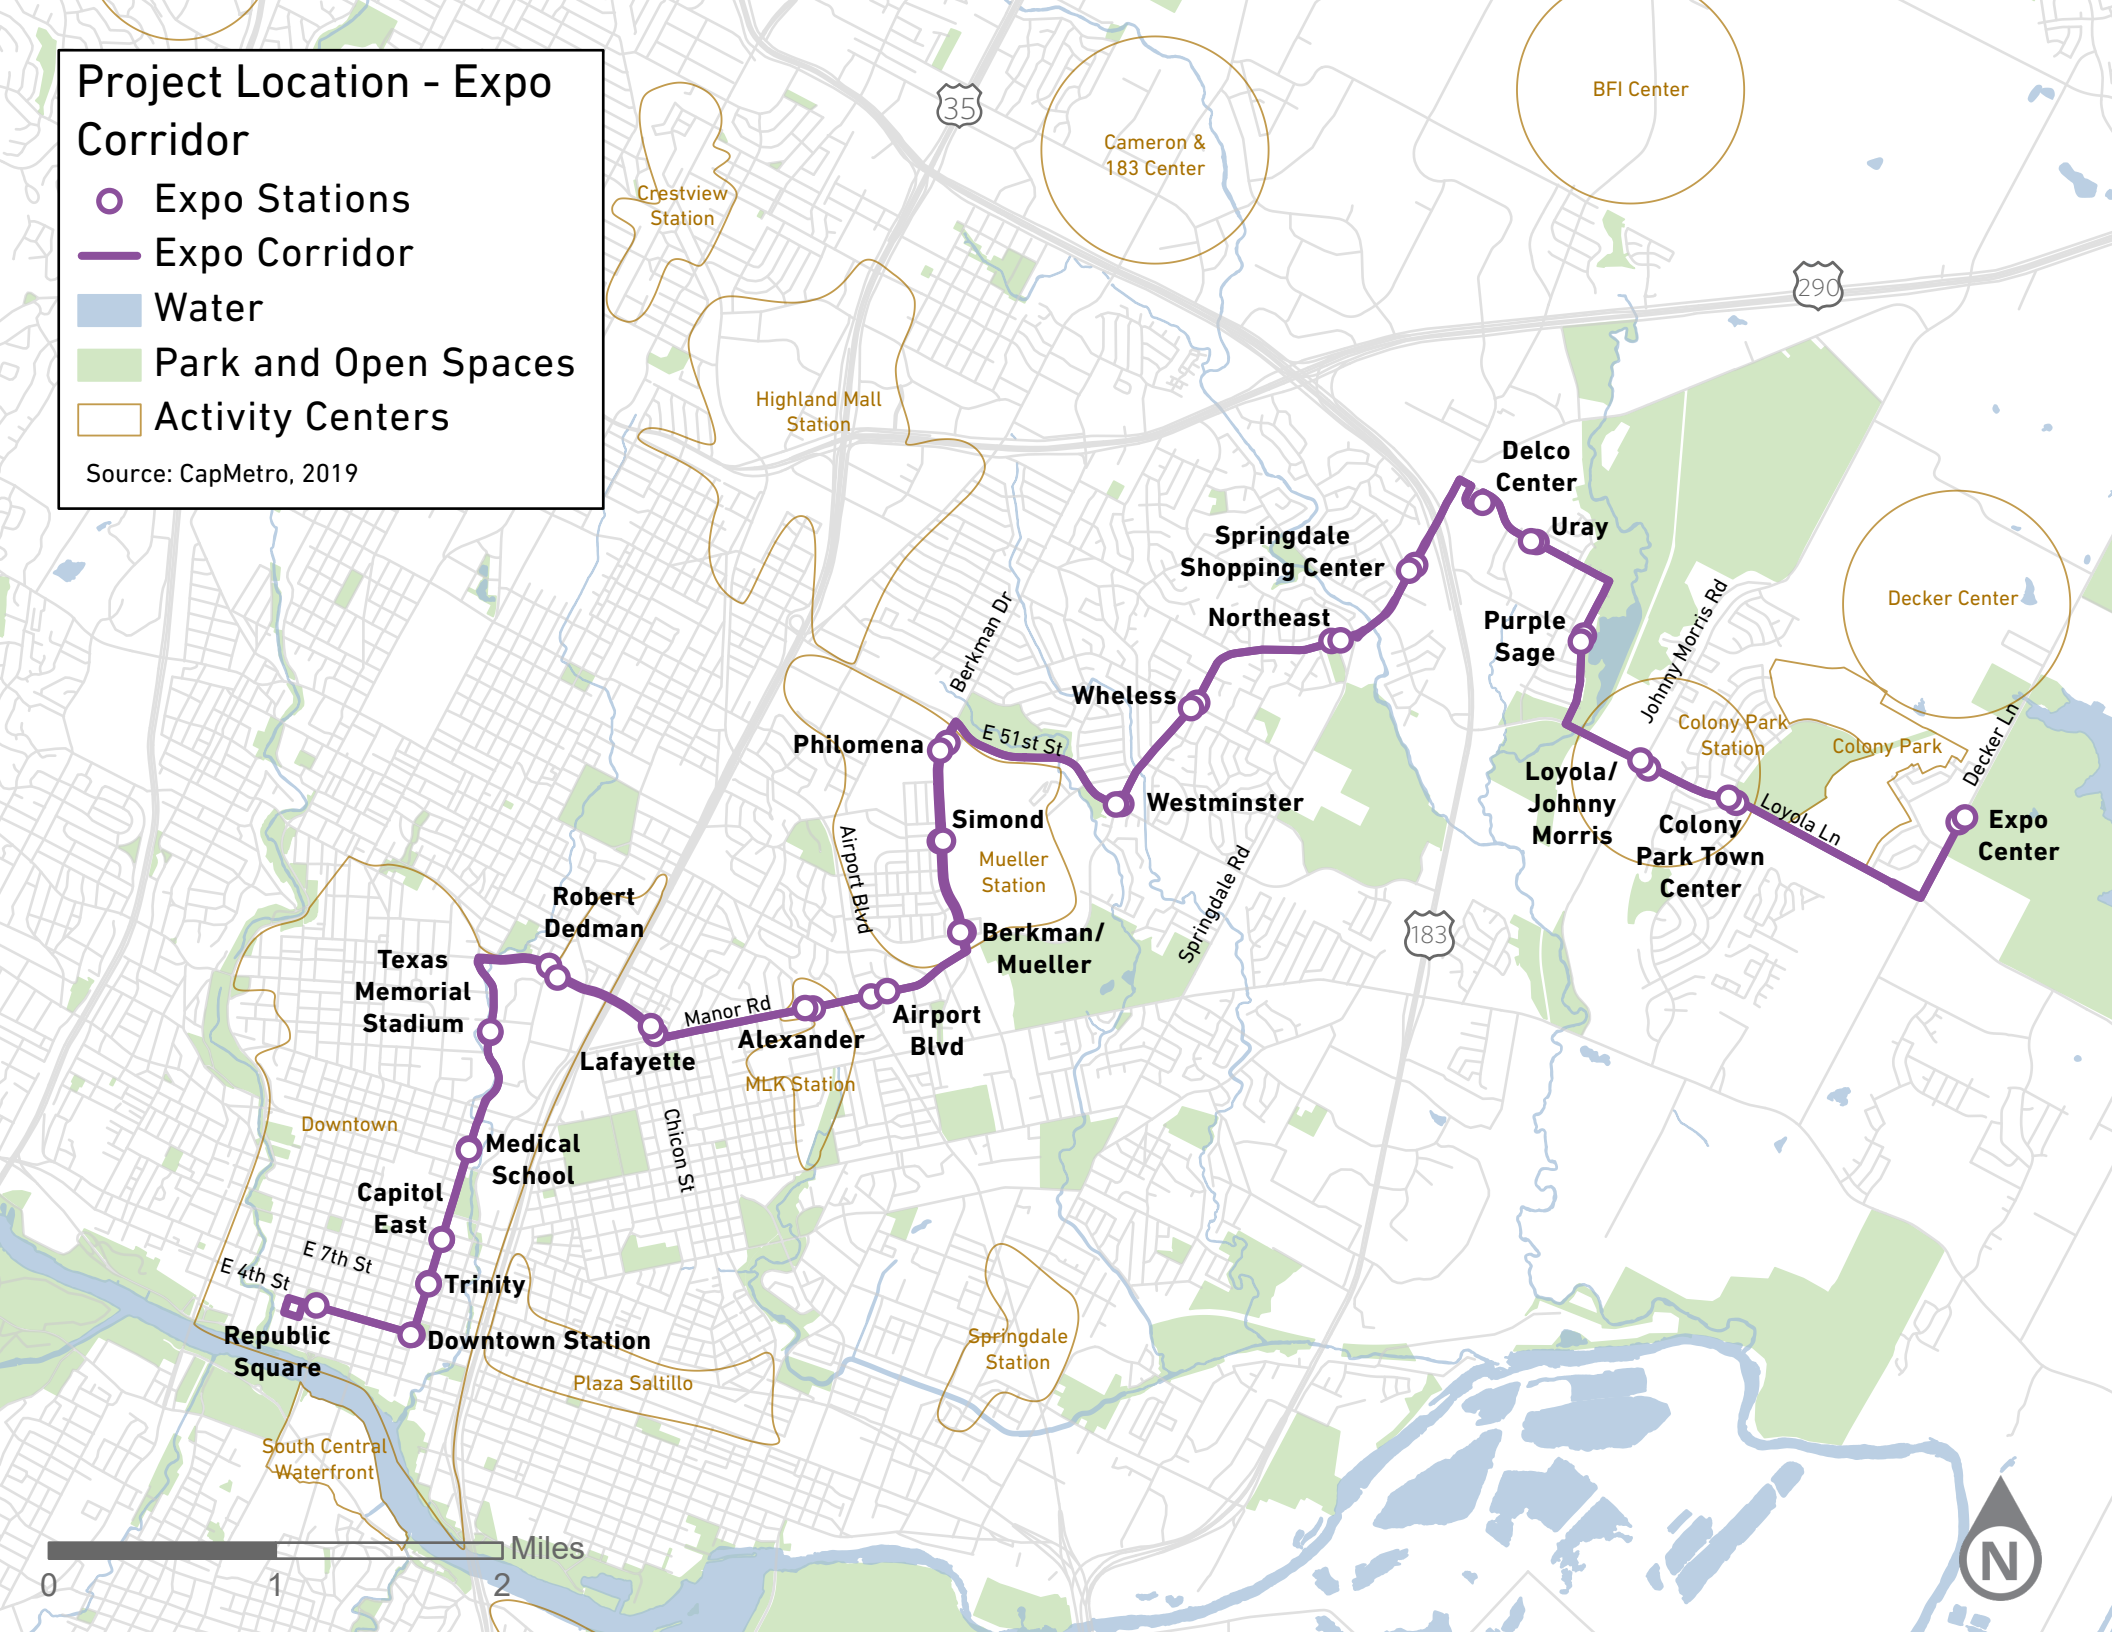 Project Location - Expo
Corridor
Expo Stations
Expo Corridor
Water
Park and Open Spaces
Activity Centers
Source: CapMetro, 2019
35
Cameron &
183 Center
BFI Center
290
Crestview
Station
Highland Mall
Station
Delco
Center
Uray
Springdale
Shopping Center
Northeast
Purple
Sage
Johnny Morris Rd
Decker Center
Berkman Dr
Wheless
E 51st St
Philomena
Westminster
Colony Park
Station
Colony Park
Decker Ln
Loyola/
Johnny
Morris
Colony
Park Town
Center
Loyola Ln
Expo
Center
Simond
Mueller
Station
Airport Blvd
Springdale Rd
183
Robert
Dedman
Berkman/
Mueller
Texas
Memorial
Stadium
Manor Rd
Airport
Blvd
Alexander
Lafayette
MLK Station
Chicon St
Downtown
Medical
School
Capitol
East
E 7th St
E 4th St
Trinity
Republic
Square
Downtown Station
Springdale
Station
Plaza Saltillo
South Central
Waterfront
Miles
0
1
2
N